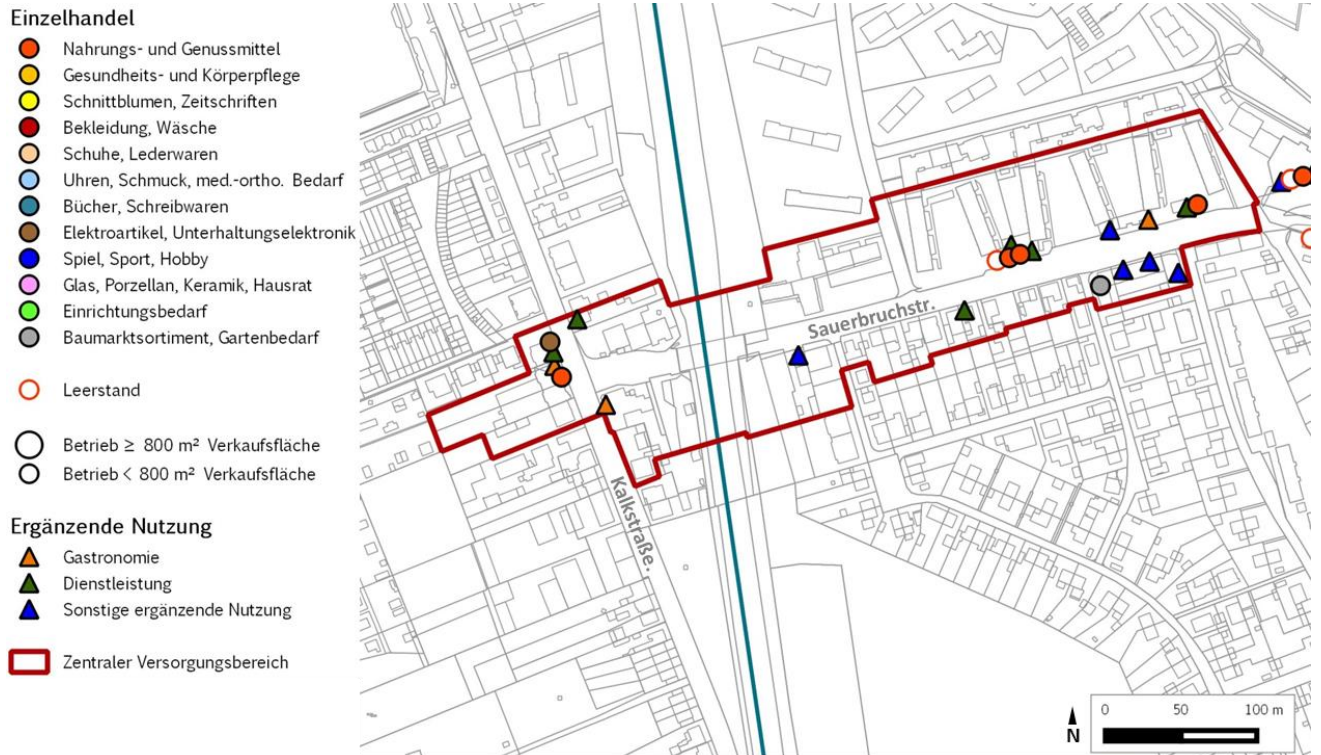 Einzelhandel
Nahrungs- und Genussmittel
Gesundheits- und Körperpflege
Schnittblumen, Zeitschriften
Bekleidung, Wäsche
Schuhe, Lederwaren
Uhren, Schmuck, med.-ortho. Bedarf
Bücher, Schreibwaren
Elektroartikel, Unterhaltungselektronik
Spiel, Sport, Hobby
Glas, Porzellan, Keramik, Hausrat
Einrichtungsbedarf
Baumarktsortiment, Gartenbedarf
Leerstand
Betrieb ≥ 800 m² Verkaufsfläche
Betrieb < 800 m² Verkaufsfläche
Ergänzende Nutzung
Gastronomie
Dienstleistung
Sonstige ergänzende Nutzung
Zentraler Versorgungsbereich
Sauerbruchstr.
Kalkstraße.
N
0 50 100 m